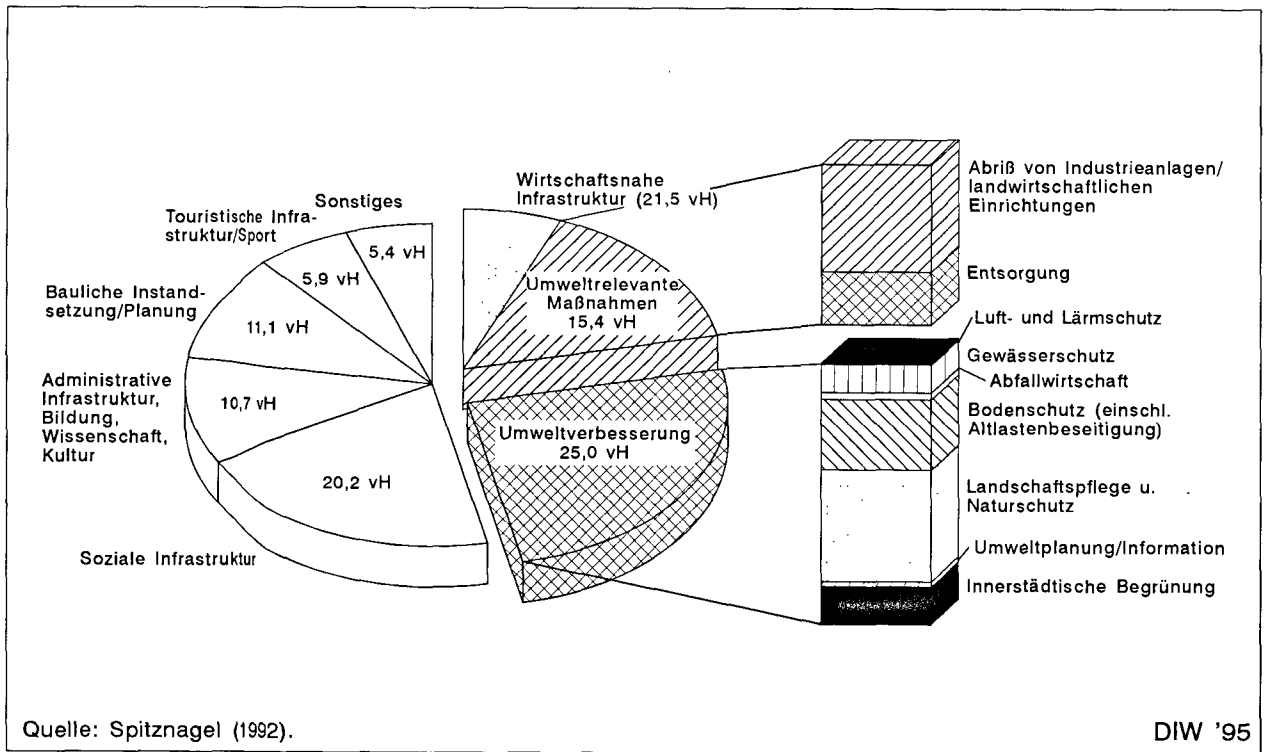 Sonstiges
5,4 vH
Touristische Infra-
struktur/Sport
5,9 vH
Bauliche Instand-
setzung/Planung
11,1 vH
Administrative
Infrastruktur,
Bildung,
Wissenschaft,
Kultur
10,7 vH
20,2 vH
Soziale Infrastruktur
Wirtschaftsnahe
Infrastruktur (21,5 vH)
Umweltrelevante
Maßnahmen
15,4 vH
Umweltverbesserung
25,0 vH
Abriß von Industrieanlagen/
landwirtschaftlichen
Einrichtungen
Entsorgung
Luft- und Lärmschutz
Gewässerschutz
Abfallwirtschaft
Bodenschutz (einschl.
Altlastenbeseitigung)
Landschaftspflege u.
Naturschutz
Umweltplanung/Information
Innerstädtische Begrünung
Quelle: Spitznagel (1992).
DIW '95